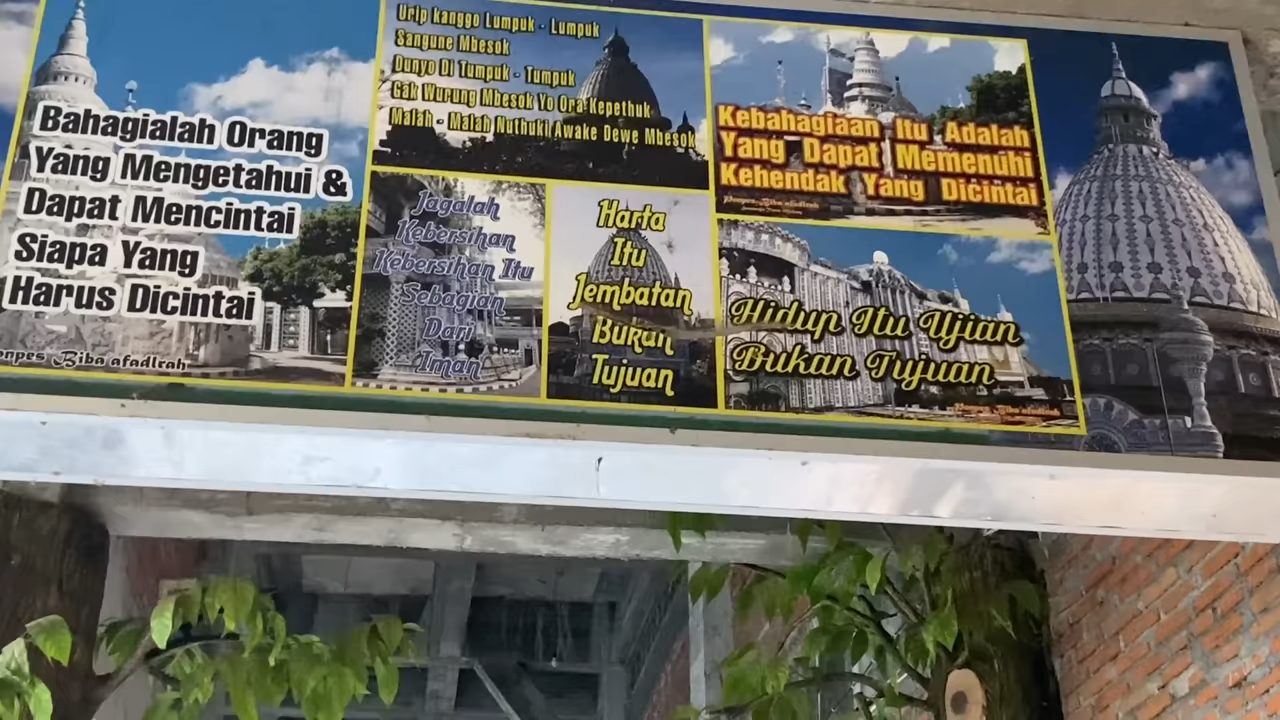 Bahagialah Orang
Yang Mengetahui &
Dapat Mencintai
Siapa Yang
Harus Dicintai
onpes Biba afadlrah
Urip kanggo Lumpuk - Lumpuk
Sangune Mbesok
Dunyo Di Tumpuk - Tumpuk
Gak Wurung Mbesok Yo Ora Kepethuk
Malah - Malah Nuthuki Awake Dewe Mbesok
Jagalah
Kebersihan
Kebersihan Itu
Sebagian
Dari
Iman
Harta
Itu
Jembatan
Bukan
Tujuan
Kebahagiaan Itu Adalah
Yang Dapat Memenuhi
Kehendak Yang Dicintai
Ponpes Biba afadlrah
Hidup Itu Ujian
Bukan Tujuan